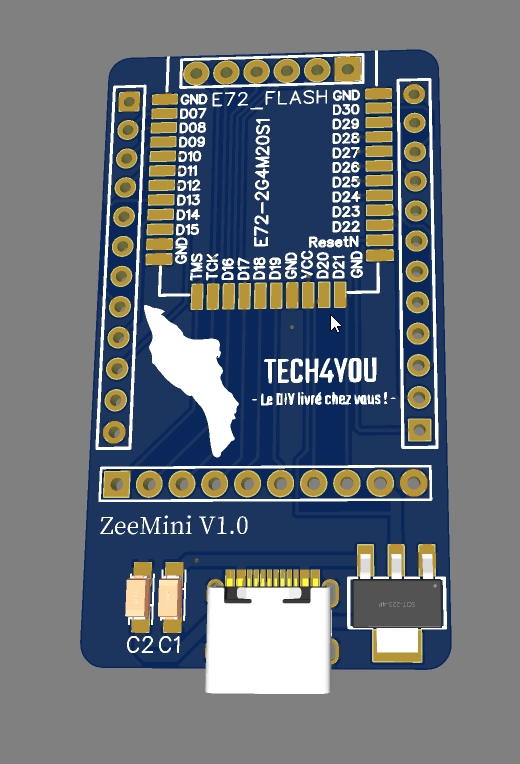 E72_FLASH
GND
D07
D08
D09
D10
D11
D12
D13
D14
D15
GND
E72-2G4M20S1
GND
D30
D29
D28
D27
D26
D25
D24
D23
D22
ResetN
GND
TMS
TCK
D16
D17
D18
D19
GND
VCC
D20
D21
TECH4YOU
- Le DIY livré chez vous ! -
ZeeMini V1.0
C2 C1
SOT-223-4P